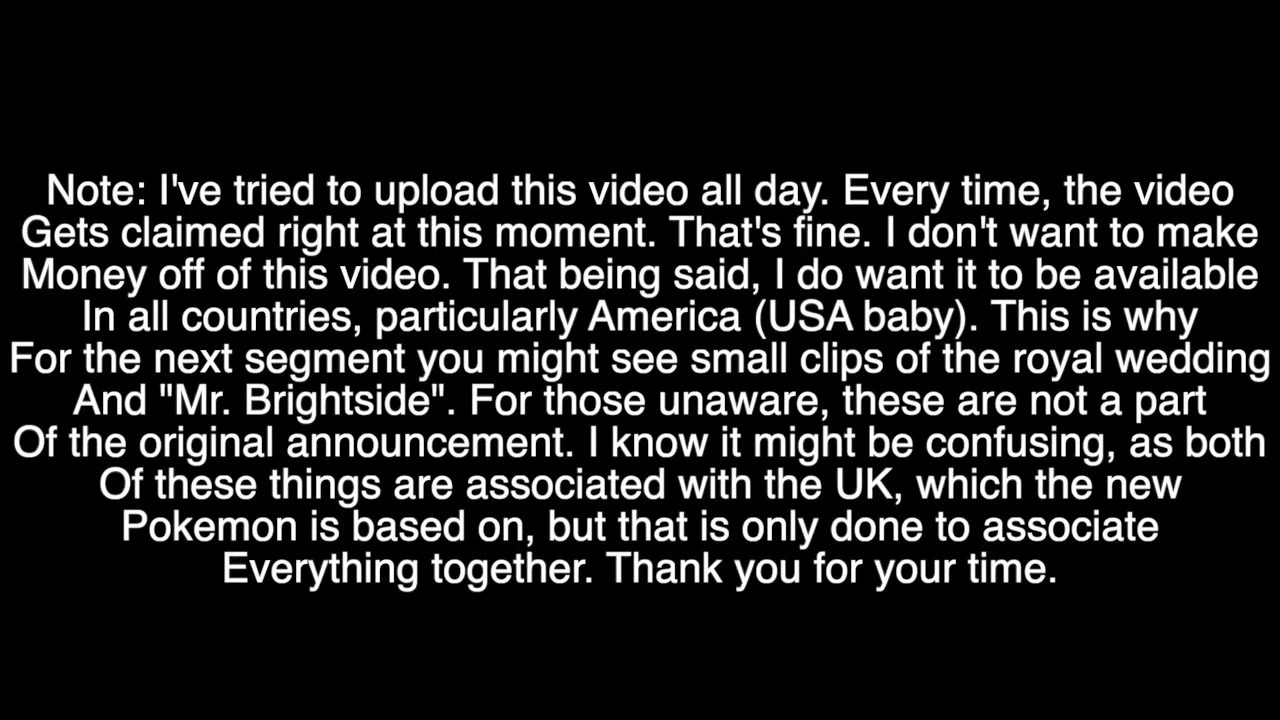 Note: I've tried to upload this video all day. Every time, the video
Gets claimed right at this moment. That's fine. I don't want to make
Money off of this video. That being said, I do want it to be available
In all countries, particularly America (USA baby). This is why
For the next segment you might see small clips of the royal wedding
And "Mr. Brightside". For those unaware, these are not a part
Of the original announcement. I know it might be confusing, as both
Of these things are associated with the UK, which the new
Pokemon is based on, but that is only done to associate
Everything together. Thank you for your time.